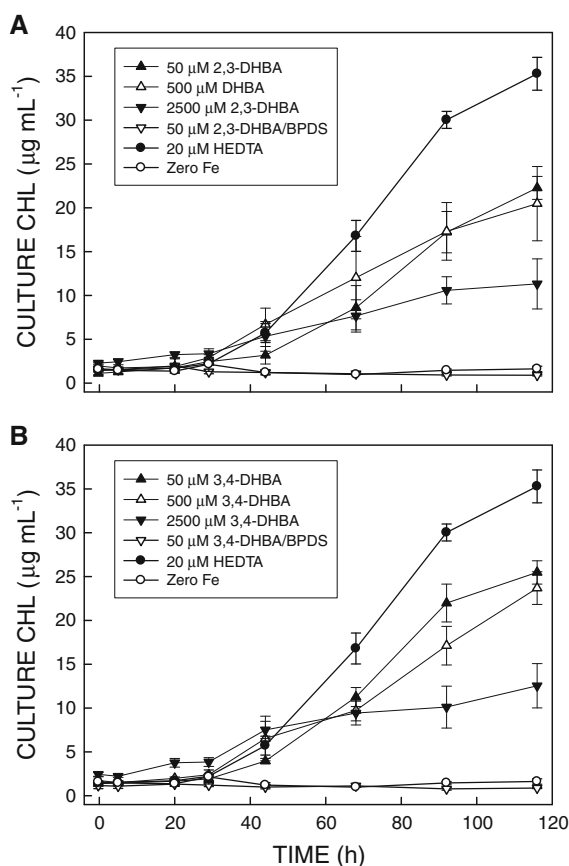 A
40
35
30
25
20
15
10
5
0
CULTURE CHL (µg mL⁻¹)
50 µM 2,3-DHBA
500 µM DHBA
2500 µM 2,3-DHBA
50 µM 2,3-DHBA/BPDS
20 µM HEDTA
Zero Fe
B
40
35
30
25
20
15
10
5
0
CULTURE CHL (µg mL⁻¹)
50 µM 3,4-DHBA
500 µM 3,4-DHBA
2500 µM 3,4-DHBA
50 µM 3,4-DHBA/BPDS
20 µM HEDTA
Zero Fe
0 20 40 60 80 100 120
TIME (h)